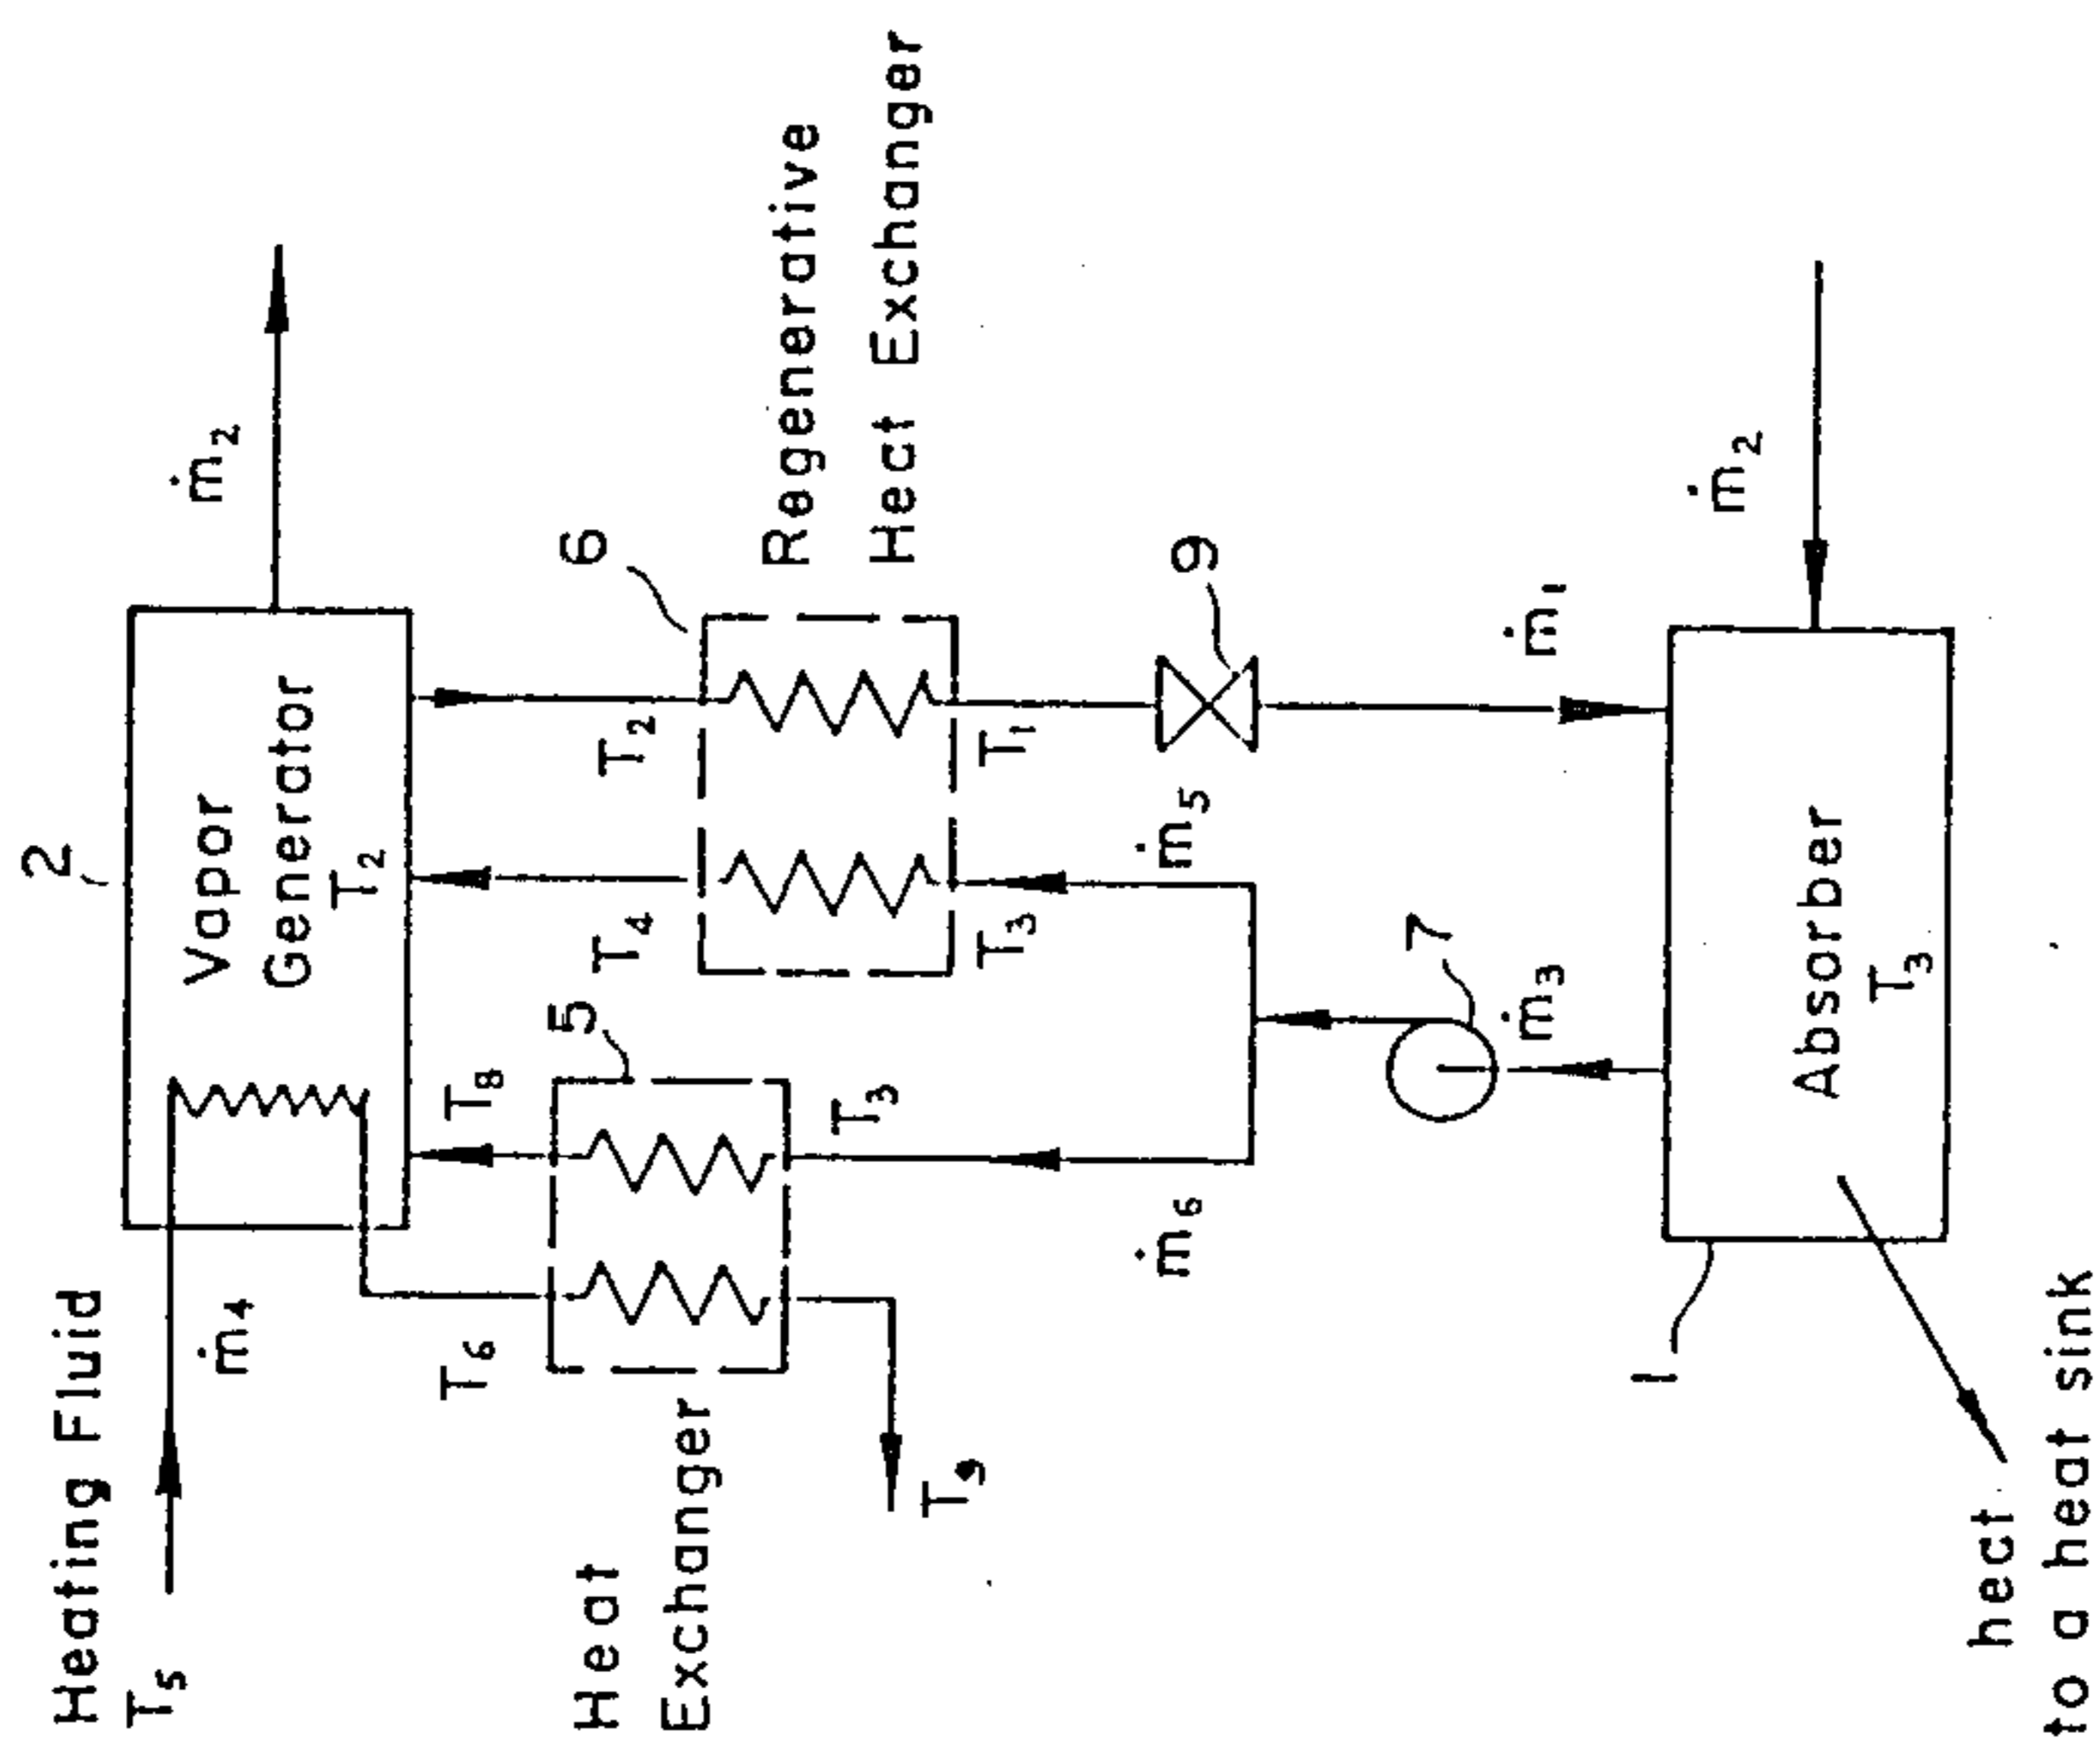 Heating Fluid
T5
ṁ4
2
Vapor
Generator
T2
ṁ2
T6
T8
5
Heat
Exchanger
T4
T2
6
Regenerative
Hect Exchanger
T3
T9
T3
T1
ṁ6
ṁ5
9
7
ṁ3
ṁ1
1
Absorber
T3
ṁ2
hect
to a heat sink